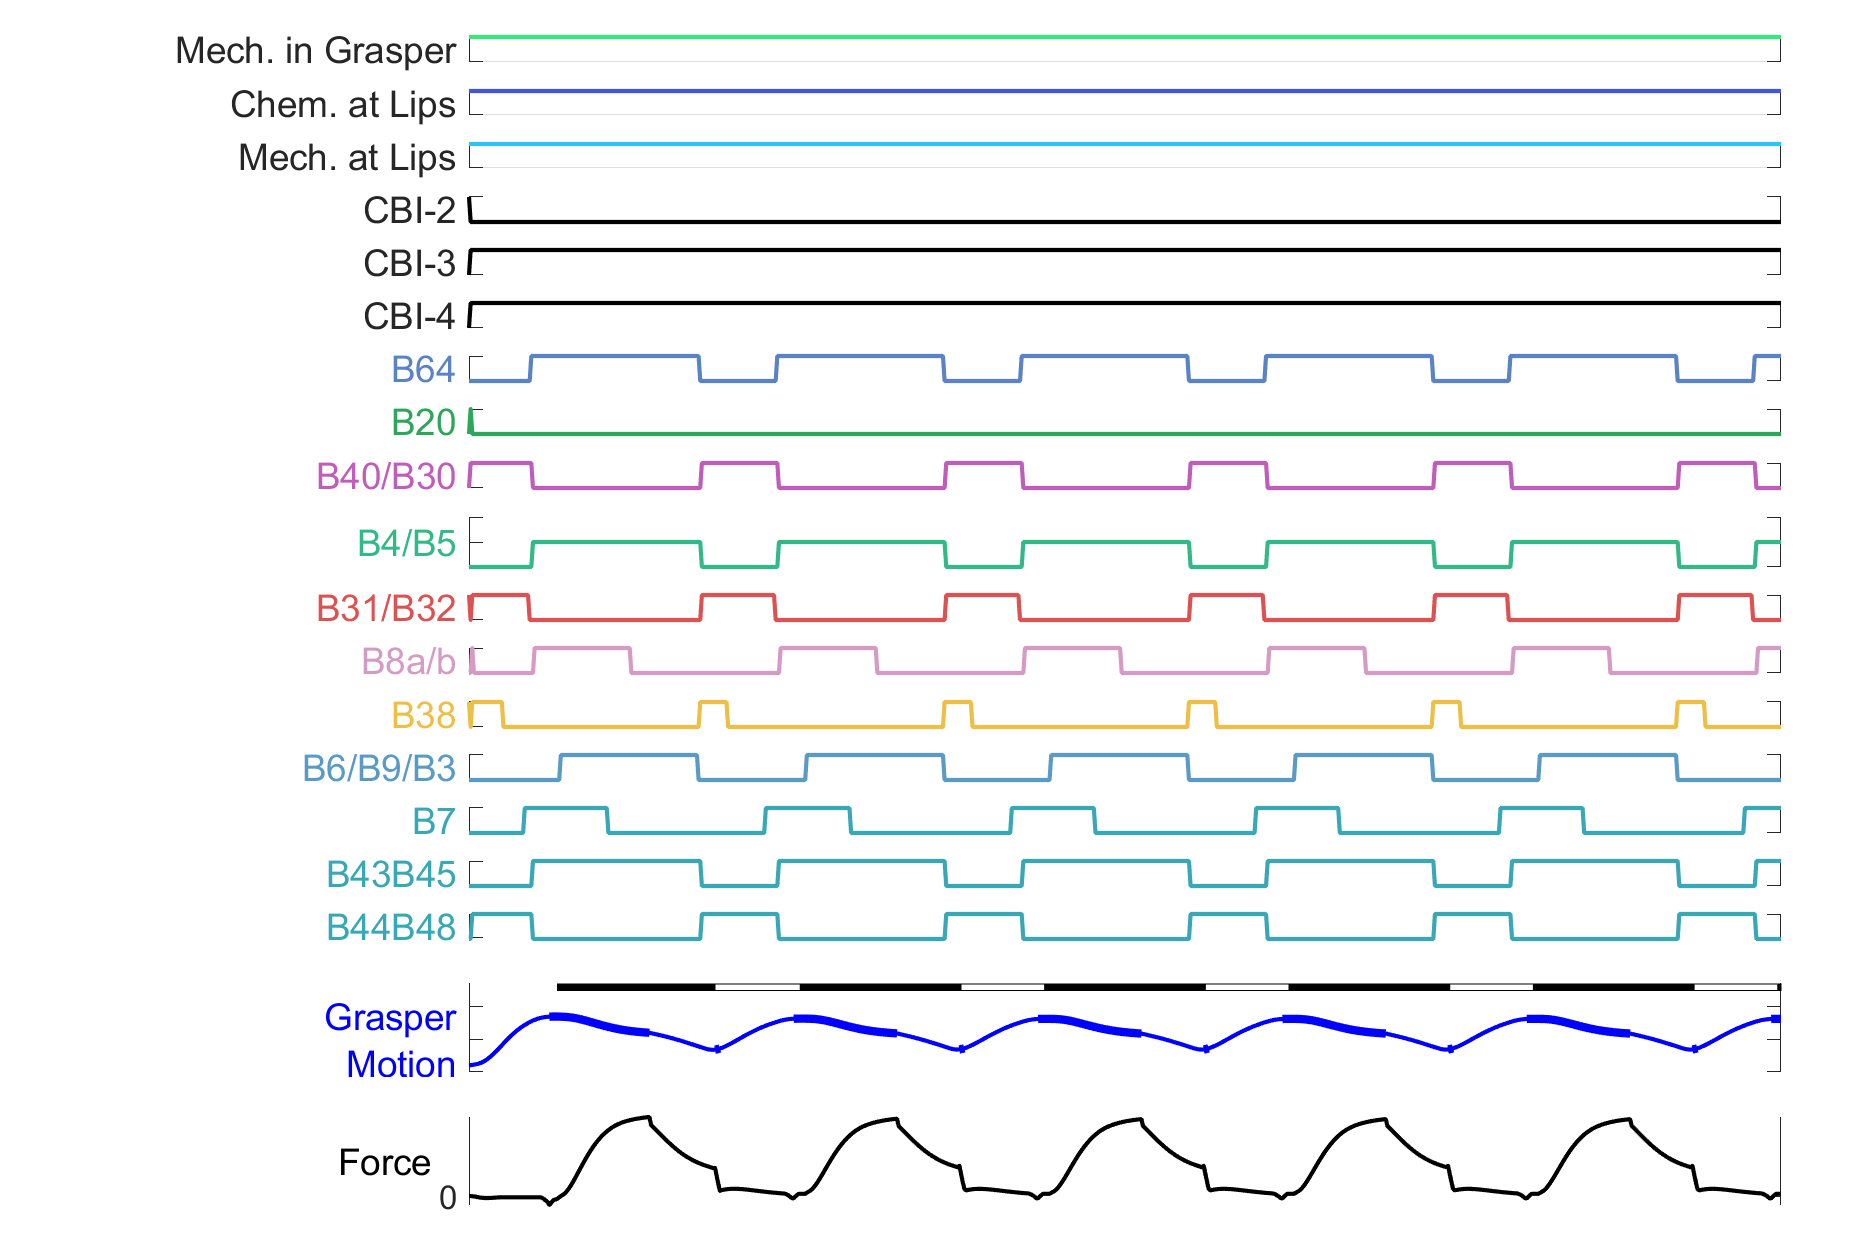 Mech. in Grasper
Chem. at Lips
Mech. at Lips
CBI-2
CBI-3
CBI-4
B64
B20
B40/B30
B4/B5
B31/B32
B8a/b
B38
B6/B9/B3
B7
B43B45
B44B48
Grasper
Motion
Force
0